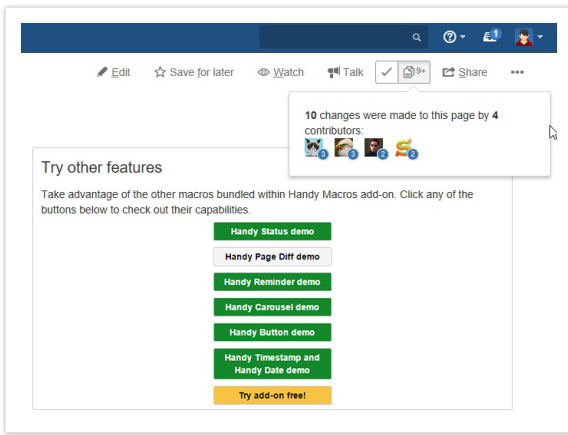 1
Edit Save for later Watch Talk 9+ Share
10 changes were made to this page by 4
contributors:
3 3 2 2
Try other features
Take advantage of the other macros bundled within Handy Macros add-on. Click any of the
buttons below to check out their capabilities.
Handy Status demo
Handy Page Diff demo
Handy Reminder demo
Handy Carousel demo
Handy Button demo
Handy Timestamp and
Handy Date demo
Try add-on free!